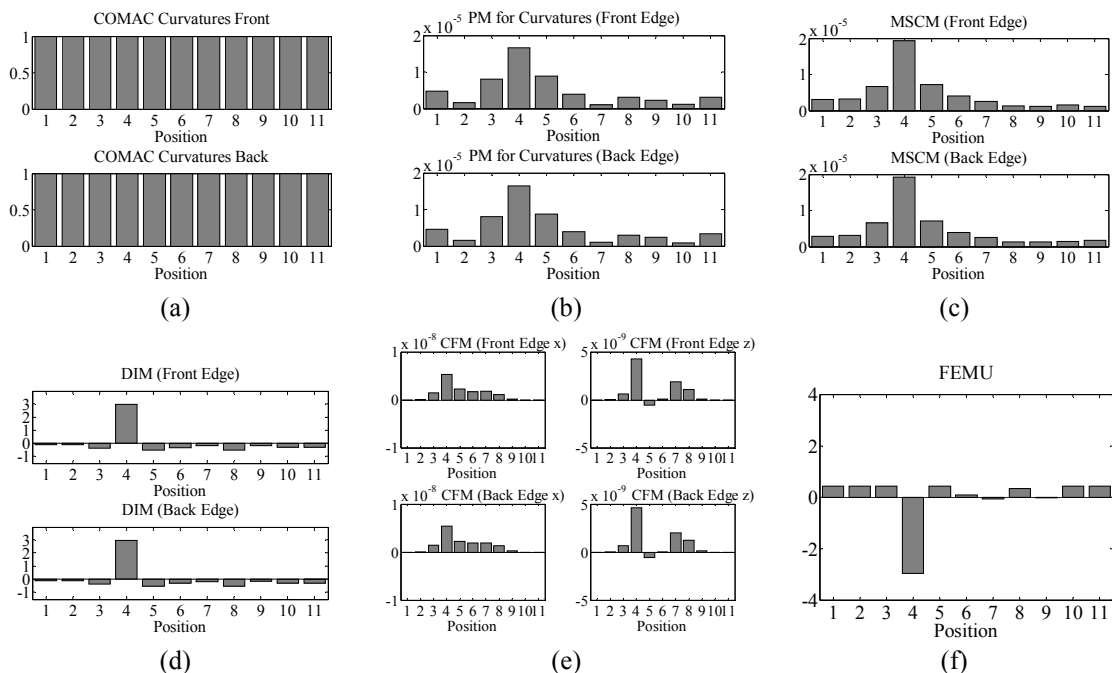 COMAC Curvatures Front
1
0.5
0
1 2 3 4 5 6 7 8 9 10 11
Position
COMAC Curvatures Back
1
0.5
0
1 2 3 4 5 6 7 8 9 10 11
Position
(a)
x 10-5 PM for Curvatures (Front Edge)
2
1
0
1 2 3 4 5 6 7 8 9 10 11
Position
x 10-5 PM for Curvatures (Back Edge)
2
1
0
1 2 3 4 5 6 7 8 9 10 11
Position
(b)
x 10-5 MSCM (Front Edge)
2
1
0
1 2 3 4 5 6 7 8 9 10 11
Position
x 10-5 MSCM (Back Edge)
2
1
0
1 2 3 4 5 6 7 8 9 10 11
Position
(c)
DIM (Front Edge)
3
2
1
0
-1
1 2 3 4 5 6 7 8 9 10 11
Position
DIM (Back Edge)
3
2
1
0
-1
1 2 3 4 5 6 7 8 9 10 11
Position
(d)
x 10-8 CFM (Front Edge x)
1
0
-1
1 2 3 4 5 6 7 8 9 10 11
Position
x 10-9 CFM (Front Edge z)
5
0
-5
1 2 3 4 5 6 7 8 9 10 11
Position
x 10-8 CFM (Back Edge x)
1
0
-1
1 2 3 4 5 6 7 8 9 10 11
Position
x 10-9 CFM (Back Edge z)
5
0
-5
1 2 3 4 5 6 7 8 9 10 11
Position
(e)
FEMU
4
2
0
-2
-4
1 2 3 4 5 6 7 8 9 10 11
Position
(f)